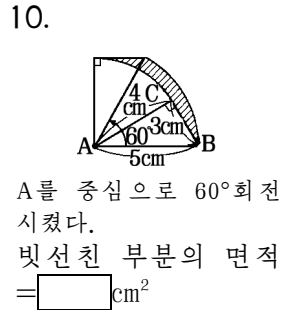 10.
4 C
cm
60°
3cm
A
B
5cm
A를 중심으로 60°회전
시켰다.
빗선친 부분의 면적
= cm²